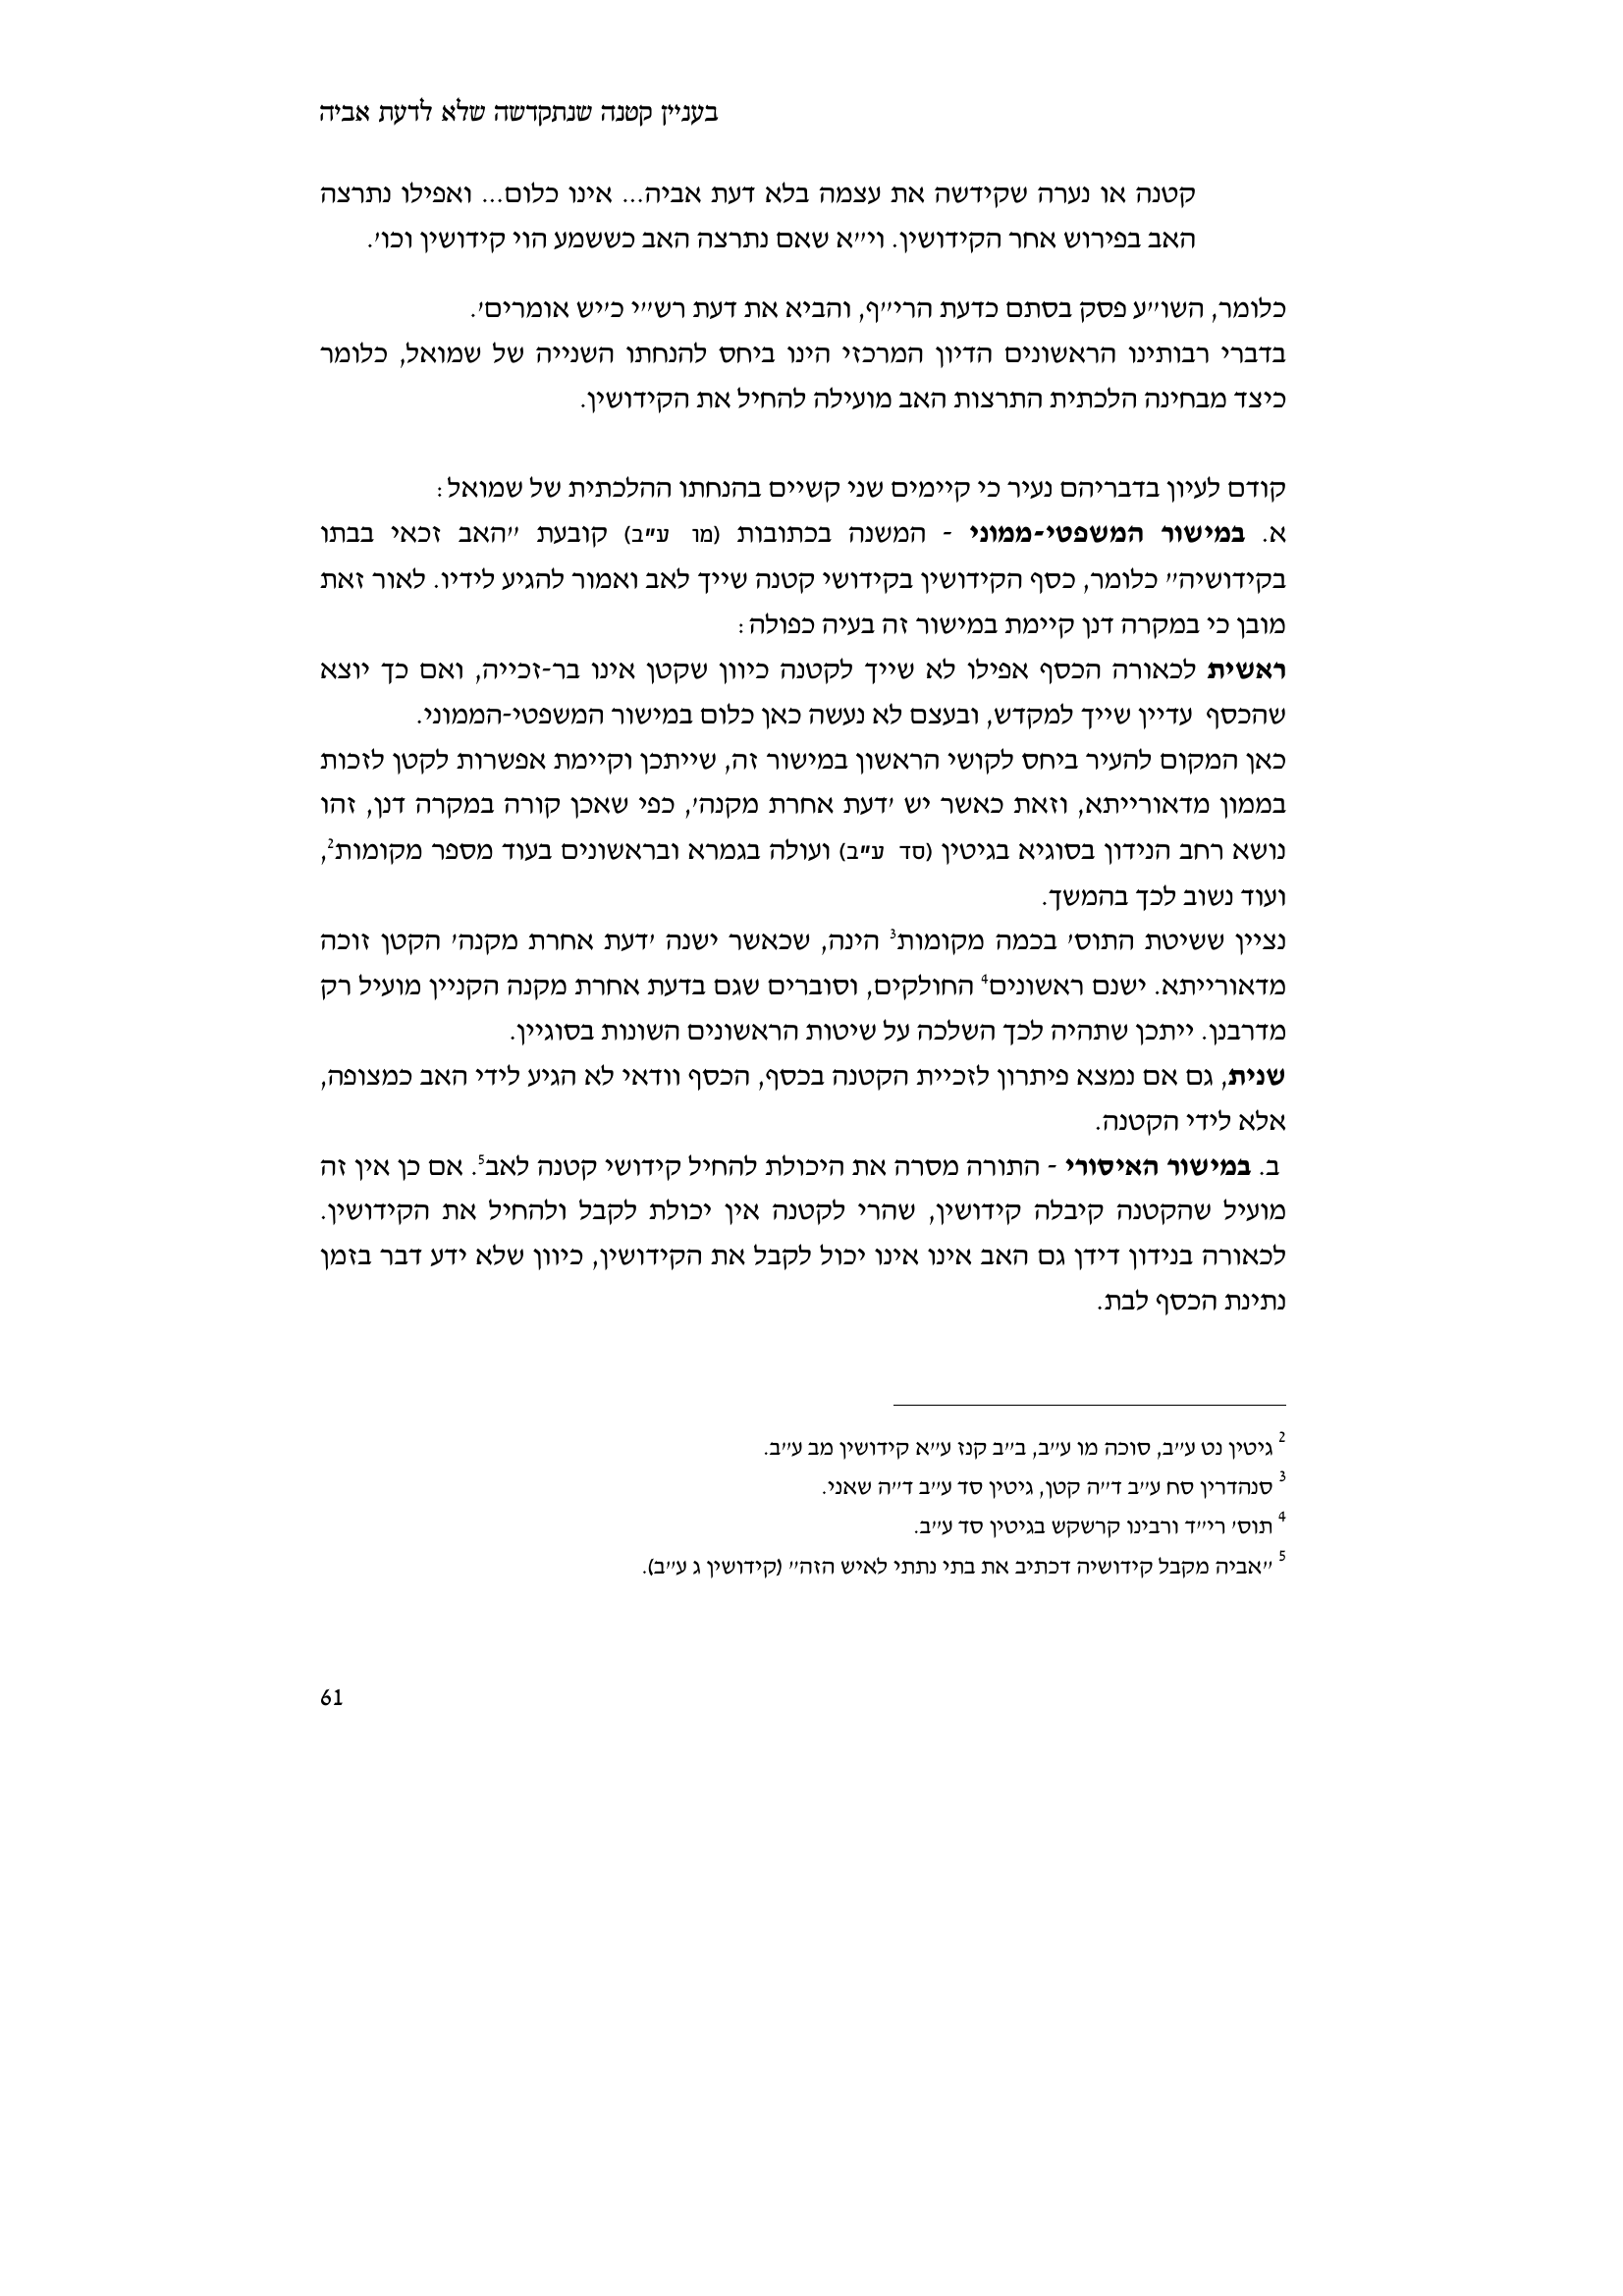 בעניין קטנה שנתקדשה שלא לדעת אביה
קטנה או נערה שקידשה את עצמה בלא דעת אביה... אינו כלום... ואפילו נתרצה
האב בפירוש אחר הקידושין. וי״א שאם נתרצה האב כששמע הוי קידושין וכו׳.
כלומר, השו״ע פסק בסתם כדעת הרי״ף, והביא את דעת רש״י כ׳יש אומרים׳.
בדברי רבותינו הראשונים הדיון המרכזי הינו ביחס להנחתו השנייה של שמואל, כלומר
כיצד מבחינה הלכתית התרצות האב מועילה להחיל את הקידושין.
קודם לעיון בדבריהם נעיר כי קיימים שני קשיים בהנחתו ההלכתית של שמואל:
א. במישור המשפטי-ממוני - המשנה בכתובות (מו ע״ב) קובעת ״האב זכאי בבתו
בקידושיה״ כלומר, כסף הקידושין בקידושי קטנה שייך לאב ואמור להגיע לידיו. לאור זאת
מובן כי במקרה דנן קיימת במישור זה בעיה כפולה:
ראשית לכאורה הכסף אפילו לא שייך לקטנה כיוון שקטן אינו בר-זכייה, ואם כך יוצא
שהכסף עדיין שייך למקדש, ובעצם לא נעשה כאן כלום במישור המשפטי-הממוני.
כאן המקום להעיר ביחס לקושי הראשון במישור זה, שייתכן וקיימת אפשרות לקטן לזכות
בממון מדאורייתא, וזאת כאשר יש ׳דעת אחרת מקנה׳, כפי שאכן קורה במקרה דנן, זהו
נושא רחב הנידון בסוגיא בגיטין (סד ע״ב) ועולה בגמרא ובראשונים בעוד מספר מקומות2,
ועוד נשוב לכך בהמשך.
נציין ששיטת התוס׳ בכמה מקומות3 הינה, שכאשר ישנה ׳דעת אחרת מקנה׳ הקטן זוכה
מדאורייתא. ישנם ראשונים4 החולקים, וסוברים שגם בדעת אחרת מקנה הקניין מועיל רק
מדרבנן. ייתכן שתהיה לכך השלכה על שיטות הראשונים השונות בסוגיין.
שנית, גם אם נמצא פיתרון לזכיית הקטנה בכסף, הכסף וודאי לא הגיע לידי האב כמצופה,
אלא לידי הקטנה.
ב. במישור האיסורי - התורה מסרה את היכולת להחיל קידושי קטנה לאב5. אם כן אין זה
מועיל שהקטנה קיבלה קידושין, שהרי לקטנה אין יכולת לקבל ולהחיל את הקידושין.
לכאורה בנידון דידן גם האב אינו אינו יכול לקבל את הקידושין, כיוון שלא ידע דבר בזמן
נתינת הכסף לבת.
2 גיטין נט ע״ב, סוכה מו ע״ב, ב״ב קנז ע״א קידושין מב ע״ב.
3 סנהדרין סח ע״ב ד״ה קטן, גיטין סד ע״ב ד״ה שאני.
4 תוס׳ רי״ד ורבינו קרשקש בגיטין סד ע״ב.
5 ״אביה מקבל קידושיה דכתיב את בתי נתתי לאיש הזה״ (קידושין ג ע״ב).
61